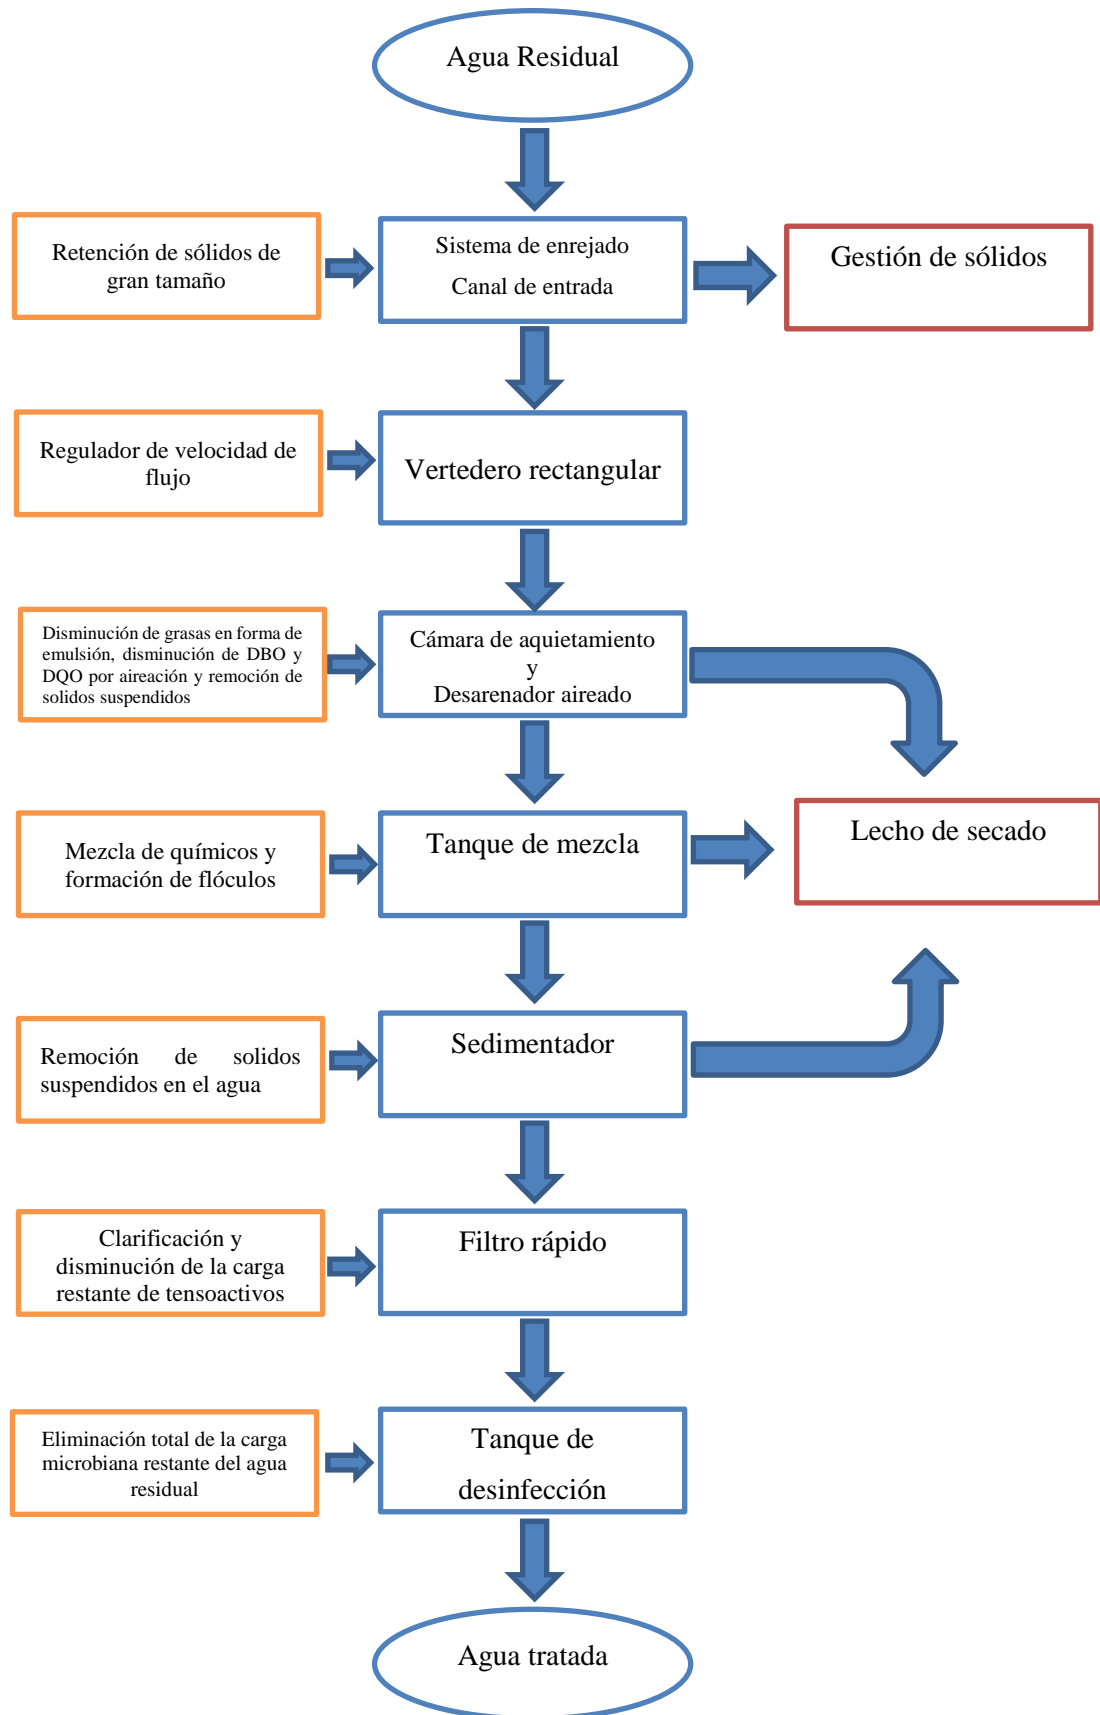 Agua Residual
Retención de sólidos de
gran tamaño
Sistema de enrejado
Canal de entrada
Gestión de sólidos
Regulador de velocidad de
flujo
Vertedero rectangular
Disminución de grasas en forma de
emulsión, disminución de DBO y
DQO por aireación y remoción de
solidos suspendidos
Cámara de aquietamiento
y
Desarenador aireado
Mezcla de químicos y
formación de flóculos
Tanque de mezcla
Lecho de secado
Remoción de solidos
suspendidos en el agua
Sedimentador
Clarificación y
disminución de la carga
restante de tensoactivos
Filtro rápido
Eliminación total de la carga
microbiana restante del agua
residual
Tanque de
desinfección
Agua tratada